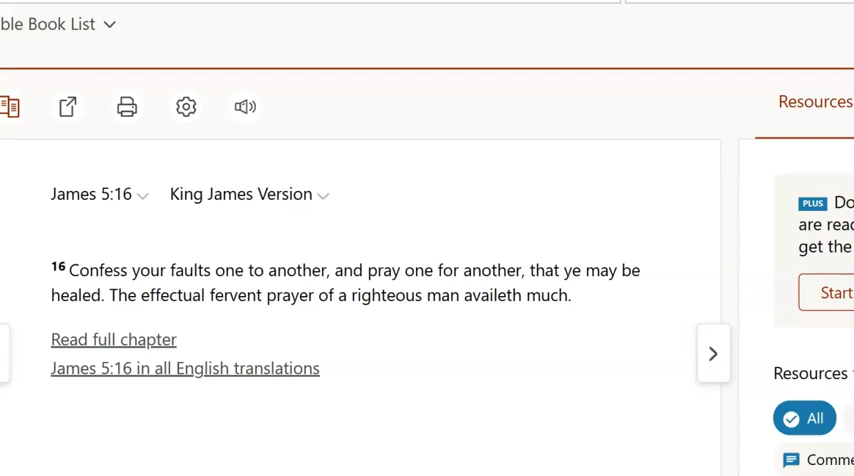 ble Book List
Resources
James 5:16 King James Version
PLUS Do
are read
get the
16 Confess your faults one to another, and pray one for another, that ye may be
healed. The effectual fervent prayer of a righteous man availeth much.
Start
Read full chapter
James 5:16 in all English translations
Resources
All
Comme